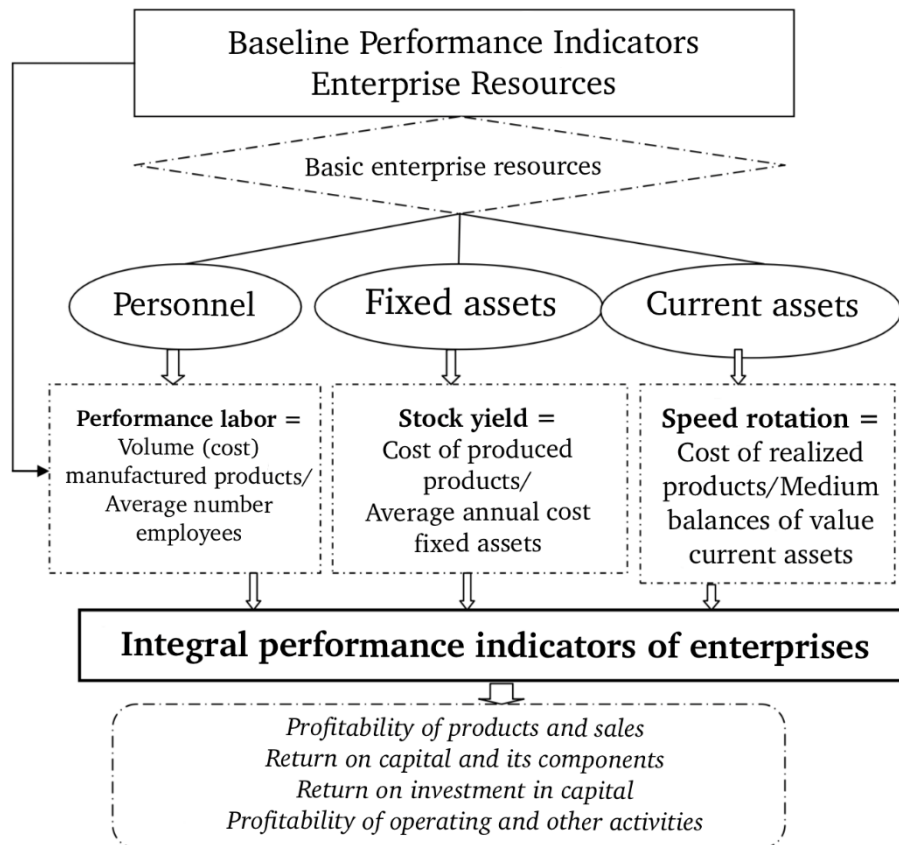 Baseline Performance Indicators
Enterprise Resources
Basic enterprise resources
Personnel
Fixed assets
Current assets
Performance labor =
Volume (cost)
manufactured products/
Average number
employees
Stock yield =
Cost of produced
products/
Average annual cost
fixed assets
Speed rotation =
Cost of realized
products/Medium
balances of value
current assets
Integral performance indicators of enterprises
Profitability of products and sales
Return on capital and its components
Return on investment in capital
Profitability of operating and other activities